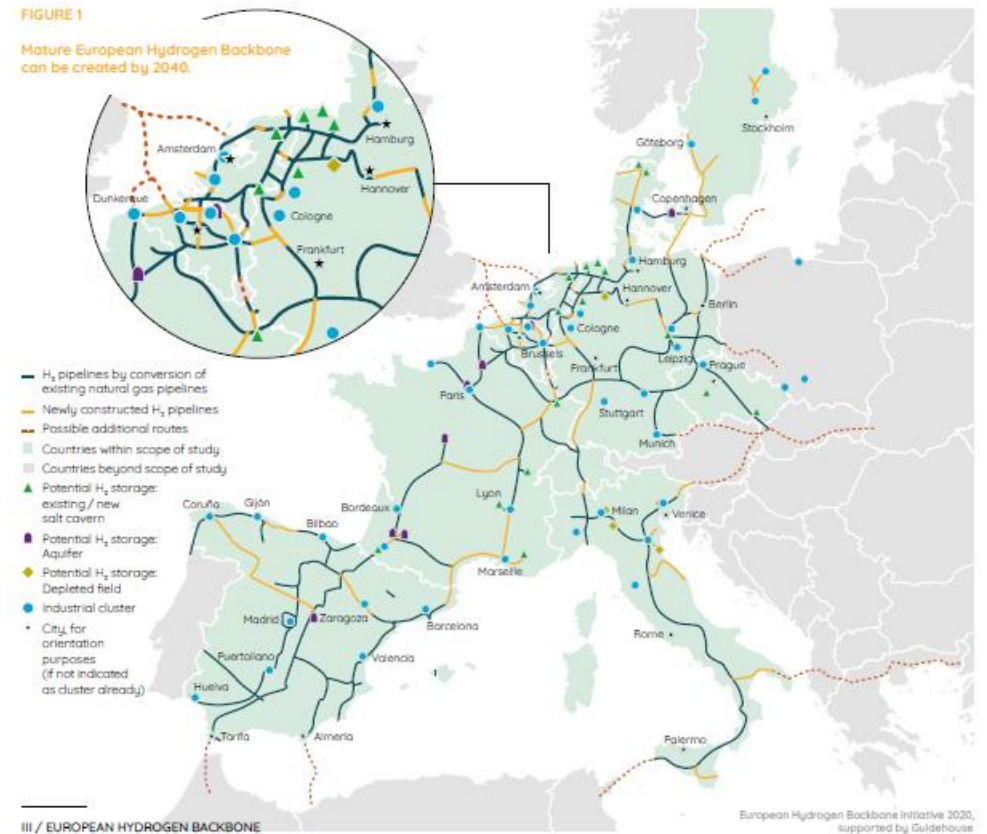 FIGURE 1
Mature European Hydrogen Backbone
can be created by 2040.
Amsterdam
Hamburg
Hannover
Dunkerque
Cologne
Frankfurt
Stockholm
Göteborg
Copenhagen
Hamburg
Amsterdam
Hannover
Berlin
Cologne
Brussels
Leipzig
Frankfurt
Prague
Paris
Stuttgart
Munich
H₂ pipelines by conversion of
existing natural gas pipelines
Newly constructed H₂ pipelines
Possible additional routes
Countries within scope of study
Countries beyond scope of study
Potential H₂ storage:
existing / new
salt cavern
Potential H₂ storage:
Aquifer
Potential H₂ storage:
Depleted field
Industrial cluster
City, for
orientation
purposes
(if not indicated
as cluster already)
Coruña
Gijón
Bilbao
Bordeaux
Lyon
Milan
Venice
Marseille
Madrid
Zaragoza
Barcelona
Rome
Puertollano
Valencia
Huelva
Tarifa
Almería
Palermo
III / EUROPEAN HYDROGEN BACKBONE
European Hydrogen Backbone Initiative 2020,
supported by Guidehouse